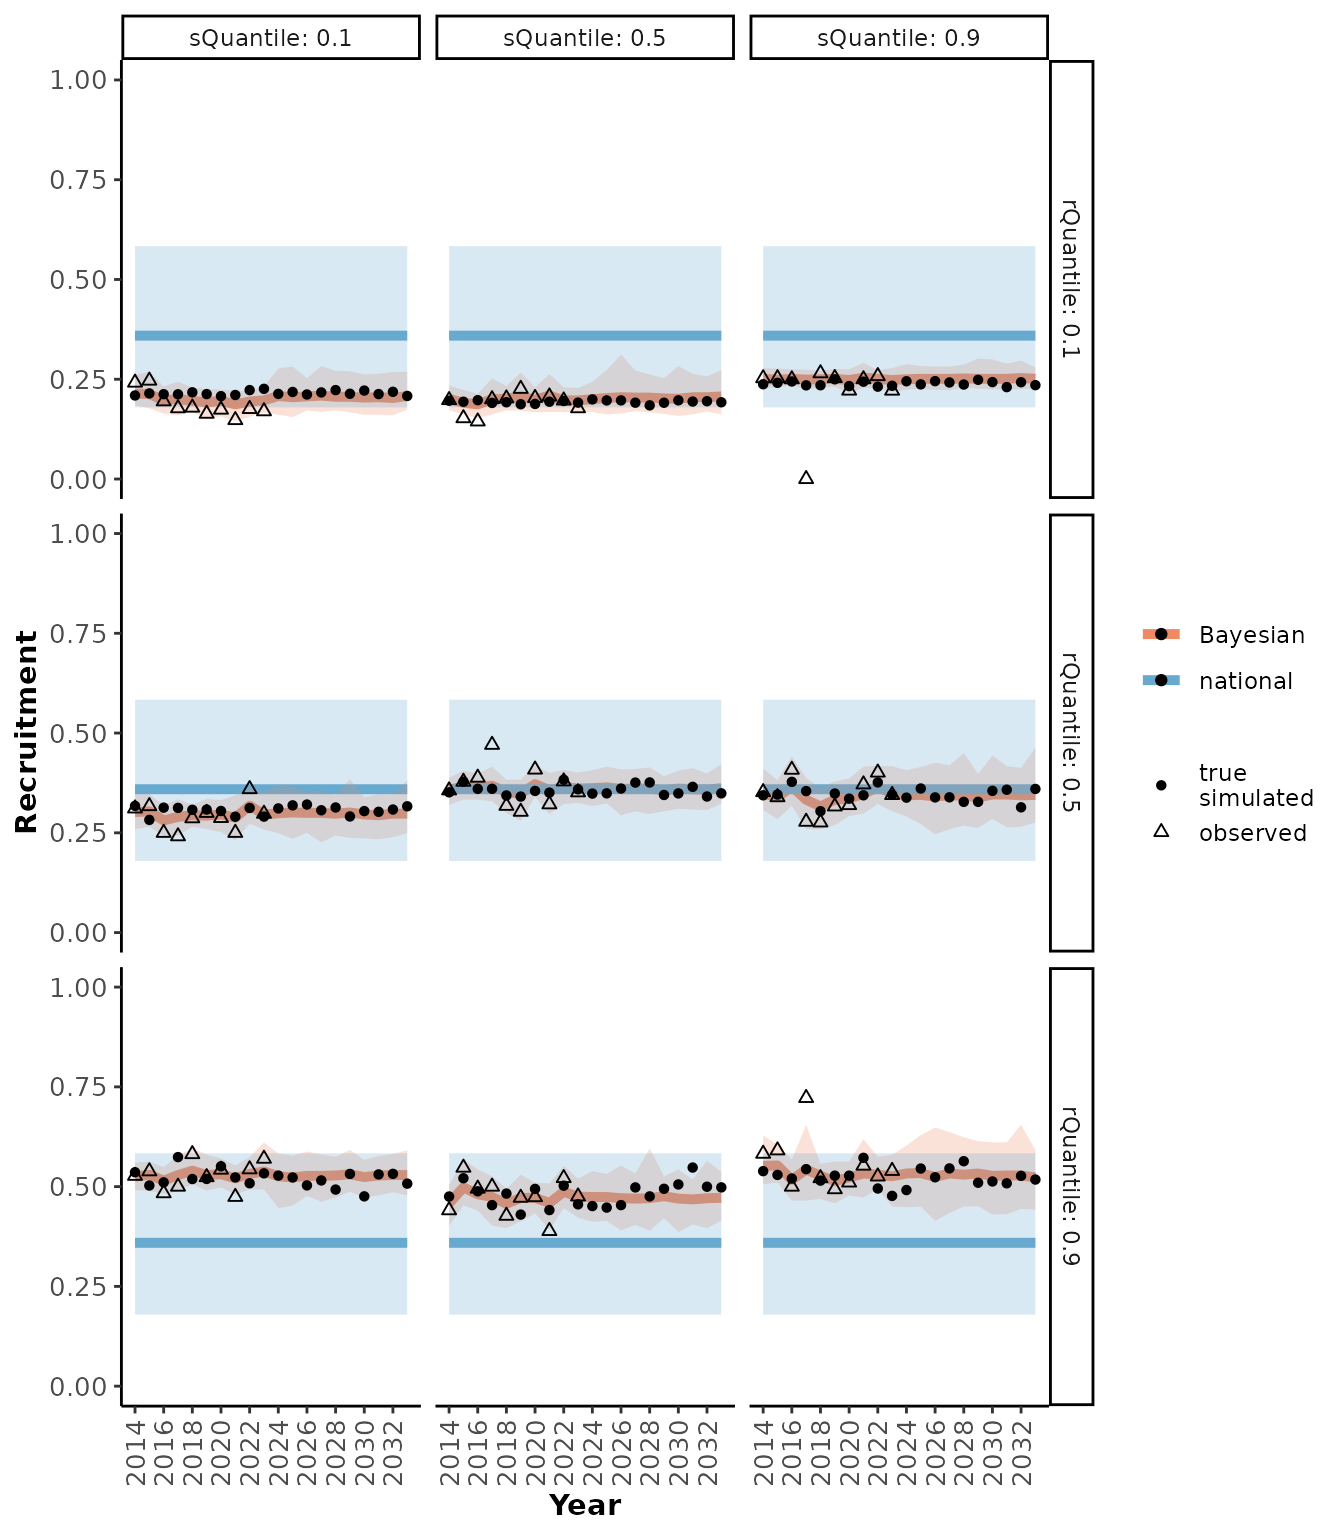 sQuantile: 0.1
sQuantile: 0.5
sQuantile: 0.9
1.00
0.75
0.50
0.25
0.00
rQuantile: 0.1
1.00
0.75
0.50
0.25
0.00
rQuantile: 0.5
1.00
0.75
0.50
0.25
0.00
rQuantile: 0.9
Recruitment
2014 2016 2018 2020 2022 2024 2026 2028 2030 2032
2014 2016 2018 2020 2022 2024 2026 2028 2030 2032
2014 2016 2018 2020 2022 2024 2026 2028 2030 2032
Year
Bayesian
national
true
simulated
observed